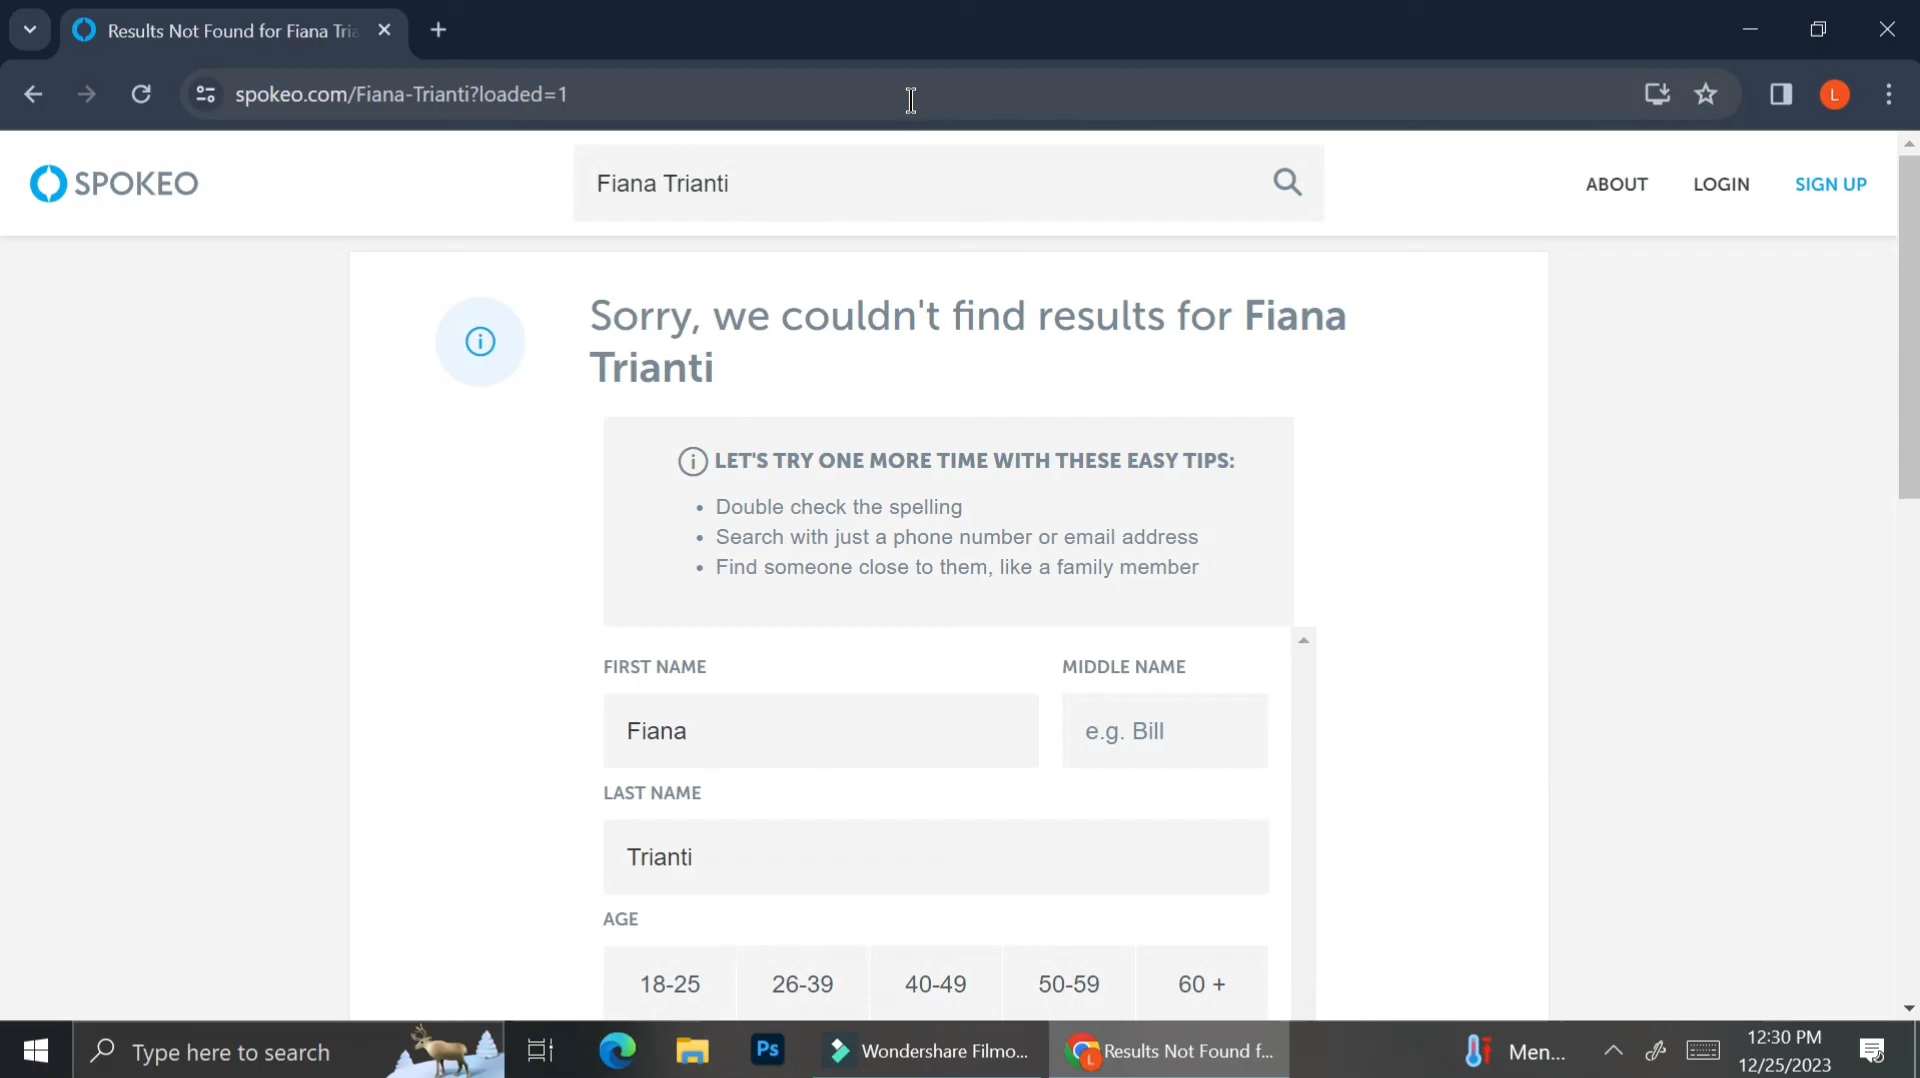 Results Not Found for Fiana Tria
spokeo.com/Fiana-Trianti?loaded=1
L
SPOKEO
Fiana Trianti
ABOUT
LOGIN
SIGN UP
Sorry, we couldn't find results for Fiana
Trianti
LET'S TRY ONE MORE TIME WITH THESE EASY TIPS:
• Double check the spelling
• Search with just a phone number or email address
• Find someone close to them, like a family member
FIRST NAME
MIDDLE NAME
Fiana
e.g. Bill
LAST NAME
Trianti
AGE
18-25
26-39
40-49
50-59
60 +
Type here to search
Ps
Wondershare Filmo...
L
Results Not Found f...
Men...
12:30 PM
12/25/2023